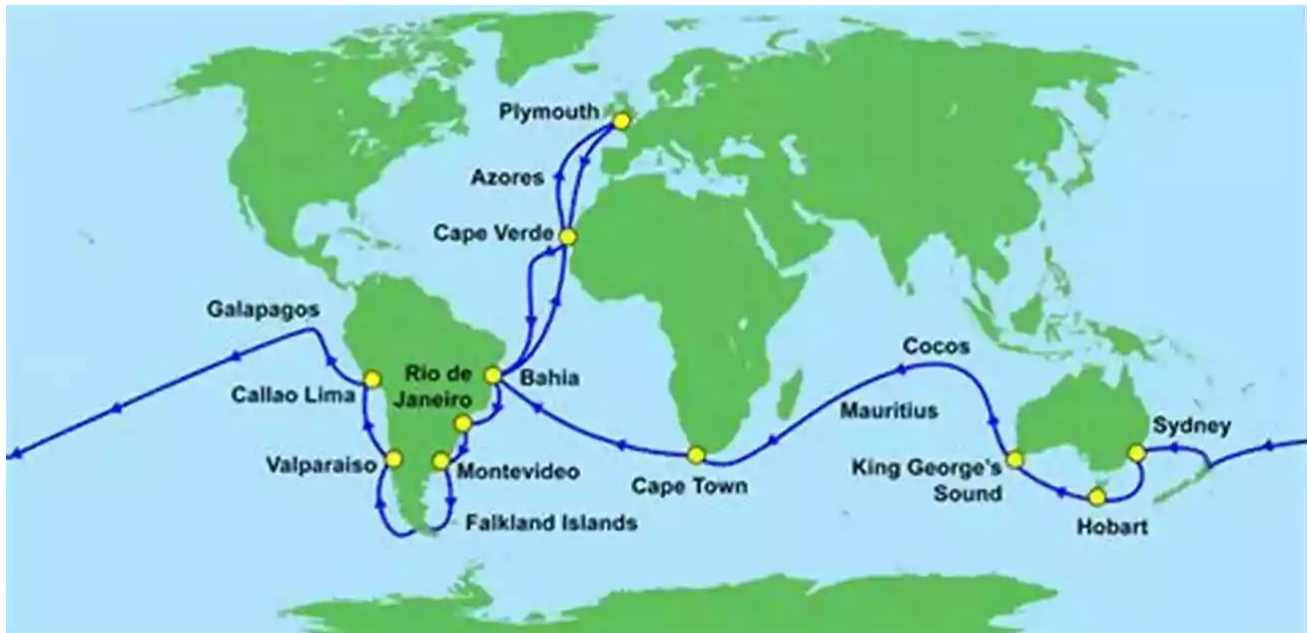 Plymouth
Azores
Cape Verde
Galapagos
Cocos
Rio de
Janeiro
Bahia
Callao Lima
Mauritius
Sydney
Valparaiso
Montevideo
King George's
Sound
Cape Town
Falkland Islands
Hobart